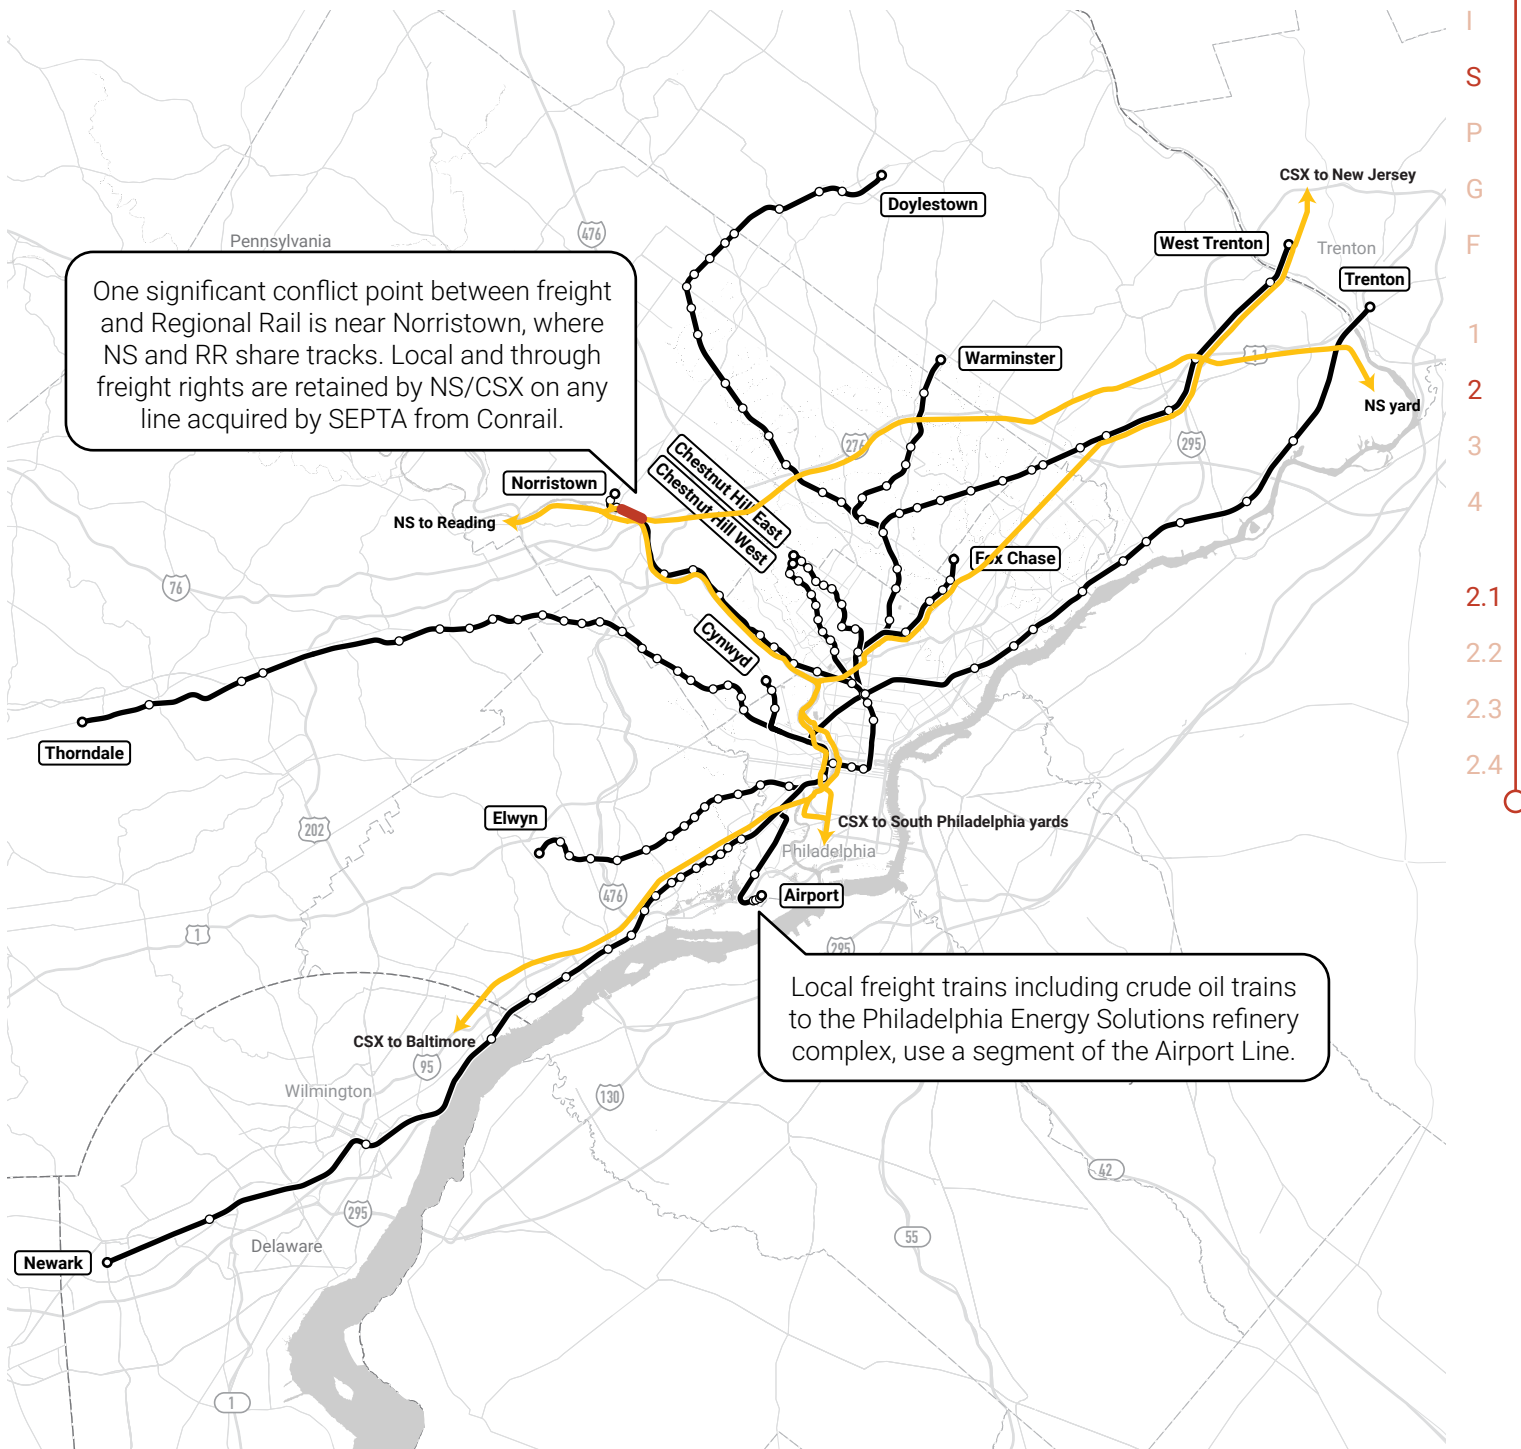 I
S
P
G
F
1
2
3
4
2.1
2.2
2.3
2.4
CSX to New Jersey
Doylestown
476
Pennsylvania
West Trenton
Trenton
Trenton
One significant conflict point between freight
and Regional Rail is near Norristown, where
NS and RR share tracks. Local and through
freight rights are retained by NS/CSX on any
line acquired by SEPTA from Conrail.
Warminster
1
NS yard
276
295
Chestnut Hill East
Chestnut Hill West
Norristown
NS to Reading
Fox Chase
76
Cynwyd
Thorndale
Elwyn
202
CSX to South Philadelphia yards
Philadelphia
476
Airport
1
295
Local freight trains including crude oil trains
to the Philadelphia Energy Solutions refinery
complex, use a segment of the Airport Line.
CSX to Baltimore
95
Wilmington
130
42
295
55
Delaware
Newark
1